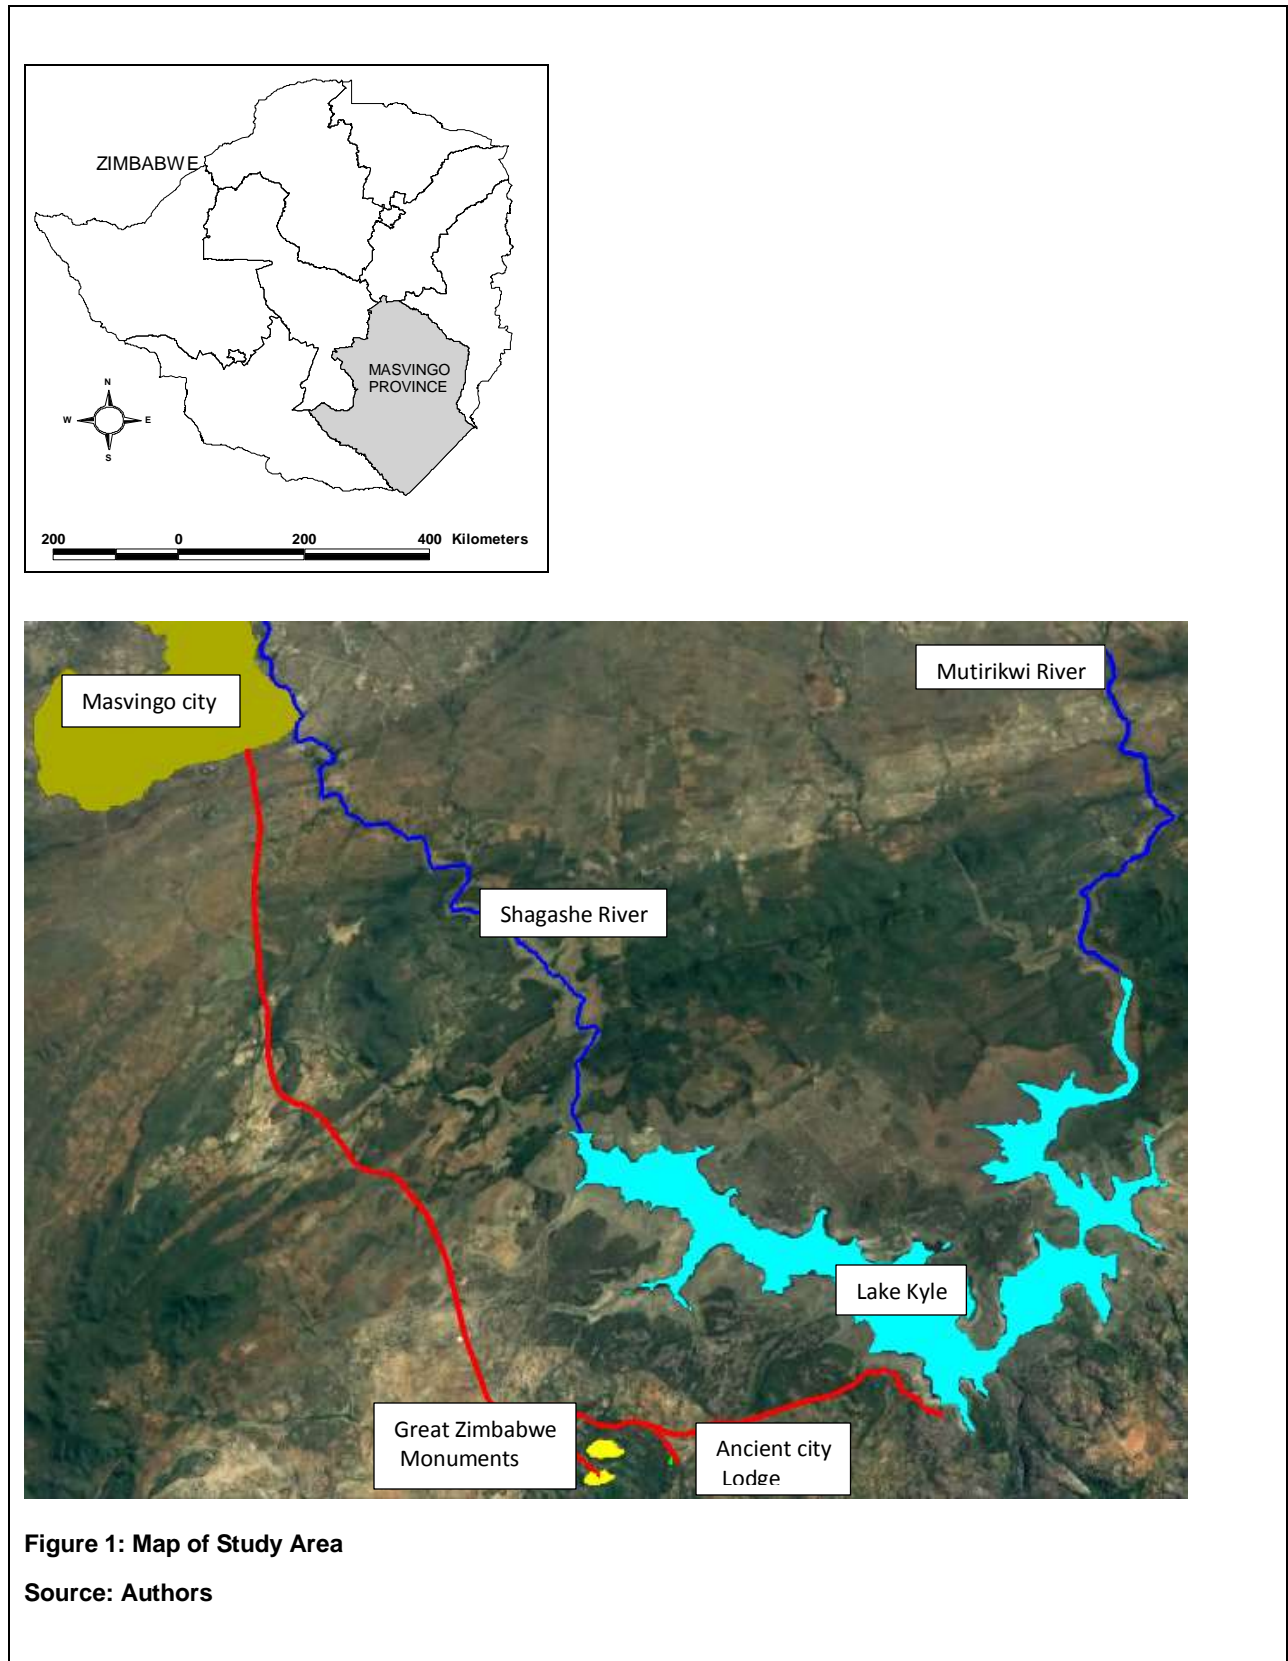 ZIMBABWE
MASVINGO
PROVINCE
N
W
E
S
200 0 200 400 Kilometers
Masvingo city
Mutirikwi River
Shagashe River
Lake Kyle
Great Zimbabwe
Monuments
Ancient city
Lodge
Figure 1: Map of Study Area
Source: Authors